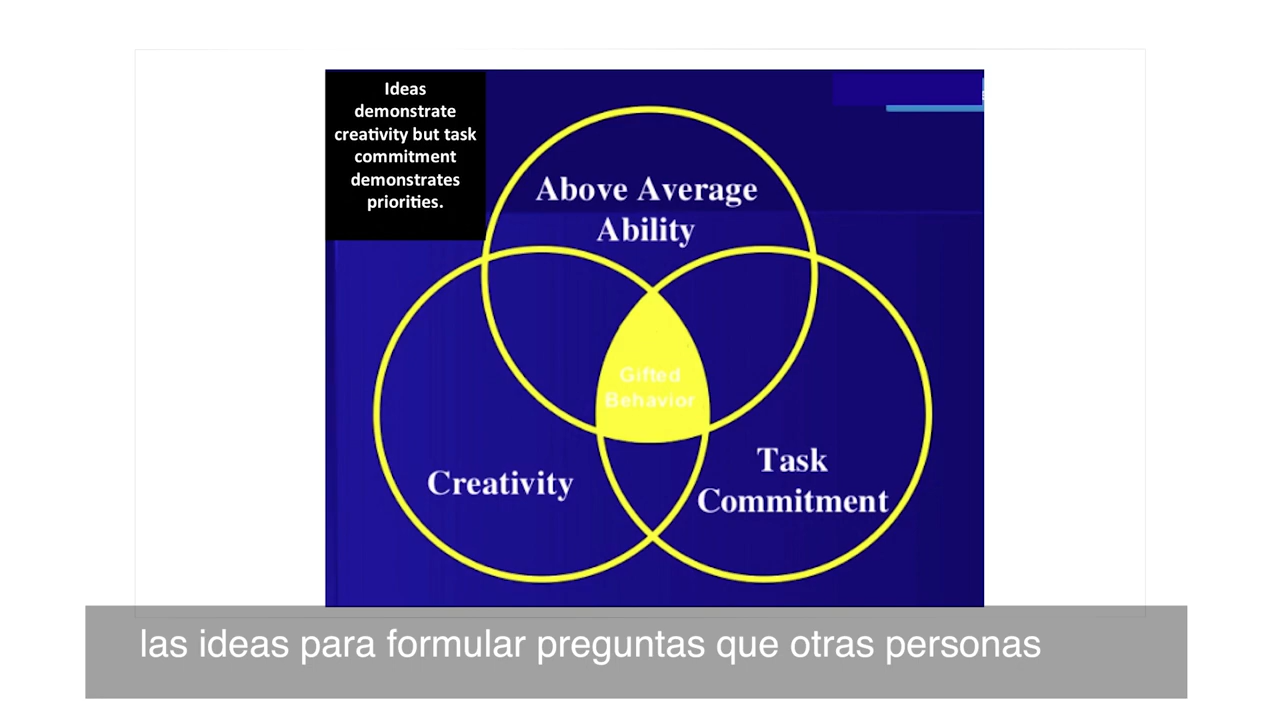 Ideas
demonstrate
creativity but task
commitment
demonstrates
priorities.
Above Average
Ability
Gifted
Behavior
Creativity
Task
Commitment
las ideas para formular preguntas que otras personas